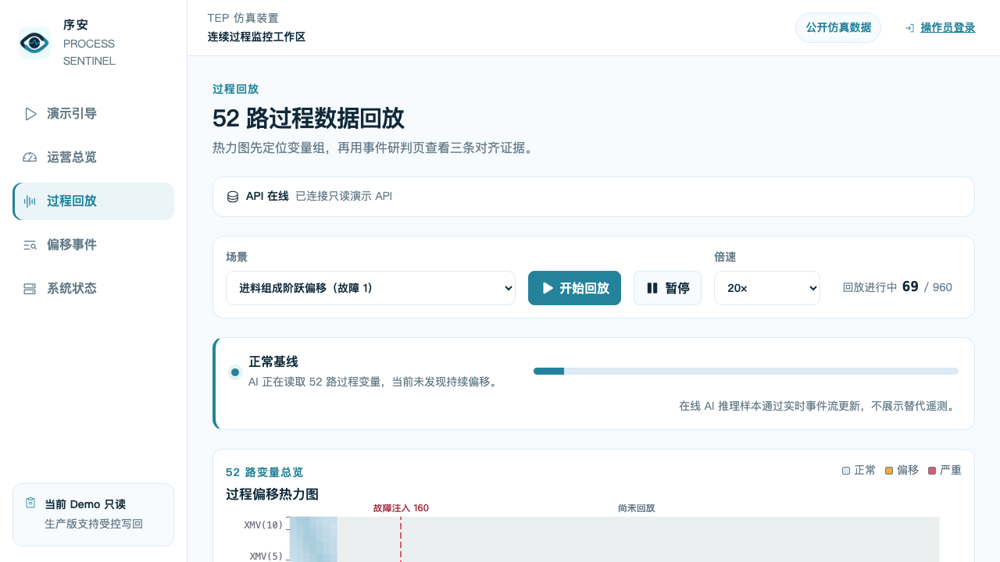 序安
PROCESS
SENTINEL
演示引导
运营总览
过程回放
偏移事件
系统状态
当前 Demo 只读
生产版支持受控写回
TEP 仿真装置
连续过程监控工作区
公开仿真数据
操作员登录
过程回放
52 路过程数据回放
热力图先定位变量组，再用事件研判页查看三条对齐证据。
API 在线 已连接只读演示 API
场景
倍速
进料组成阶跃偏移（故障 1）
开始回放
暂停
20×
回放进行中 69 / 960
正常基线
AI 正在读取 52 路过程变量，当前未发现持续偏移。
在线 AI 推理样本通过实时事件流更新，不展示替代遥测。
52 路变量总览
正常 偏移 严重
过程偏移热力图
故障注入 160
尚未回放
XMV(10)
XMV(5)